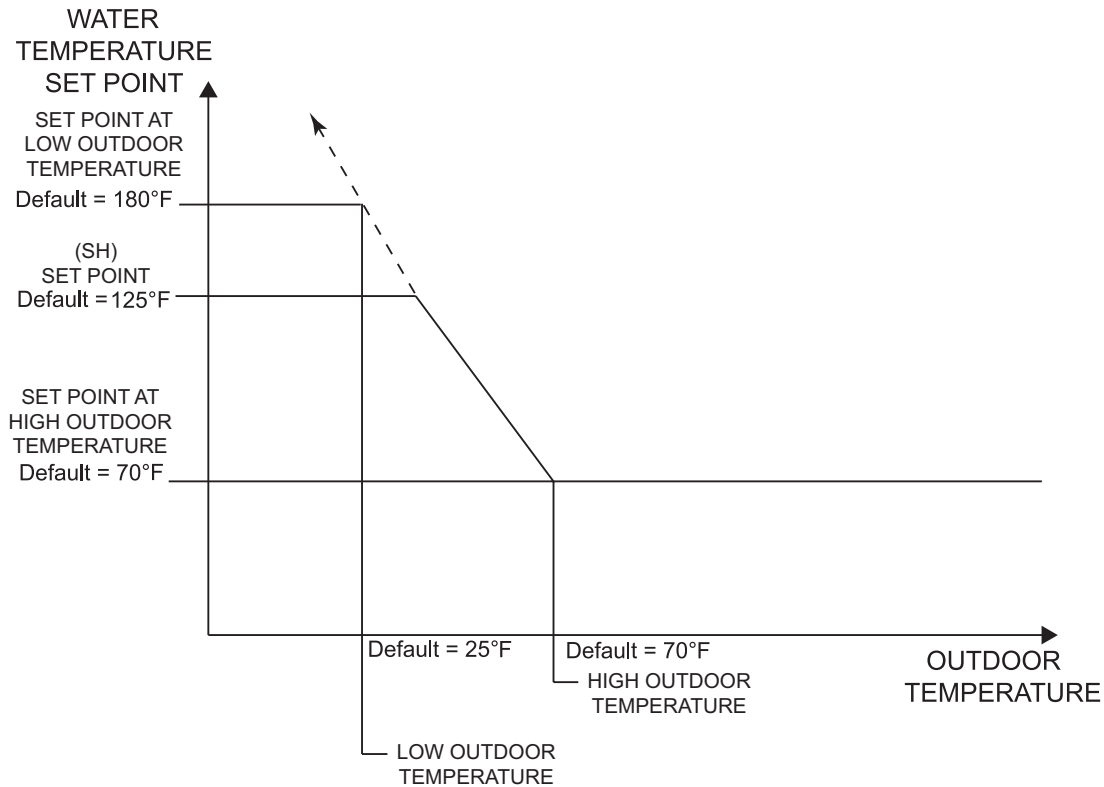 WATER
TEMPERATURE
SET POINT
SET POINT AT
LOW OUTDOOR
TEMPERATURE
Default = 180°F
(SH)
SET POINT
Default =125°F
SET POINT AT
HIGH OUTDOOR
TEMPERATURE
Default = 70°F
Default = 25°F
Default = 70°F
OUTDOOR
TEMPERATURE
HIGH OUTDOOR
TEMPERATURE
LOW OUTDOOR
TEMPERATURE